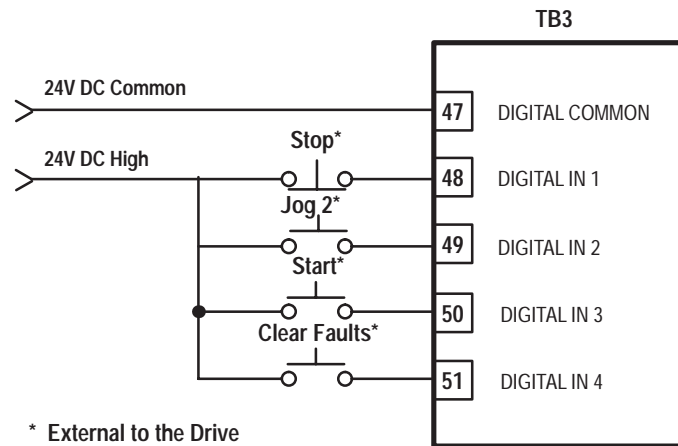 TB3
24V DC Common
47 DIGITAL COMMON
Stop*
24V DC High
48 DIGITAL IN 1
Jog 2*
49 DIGITAL IN 2
Start*
50 DIGITAL IN 3
Clear Faults*
51 DIGITAL IN 4
* External to the Drive